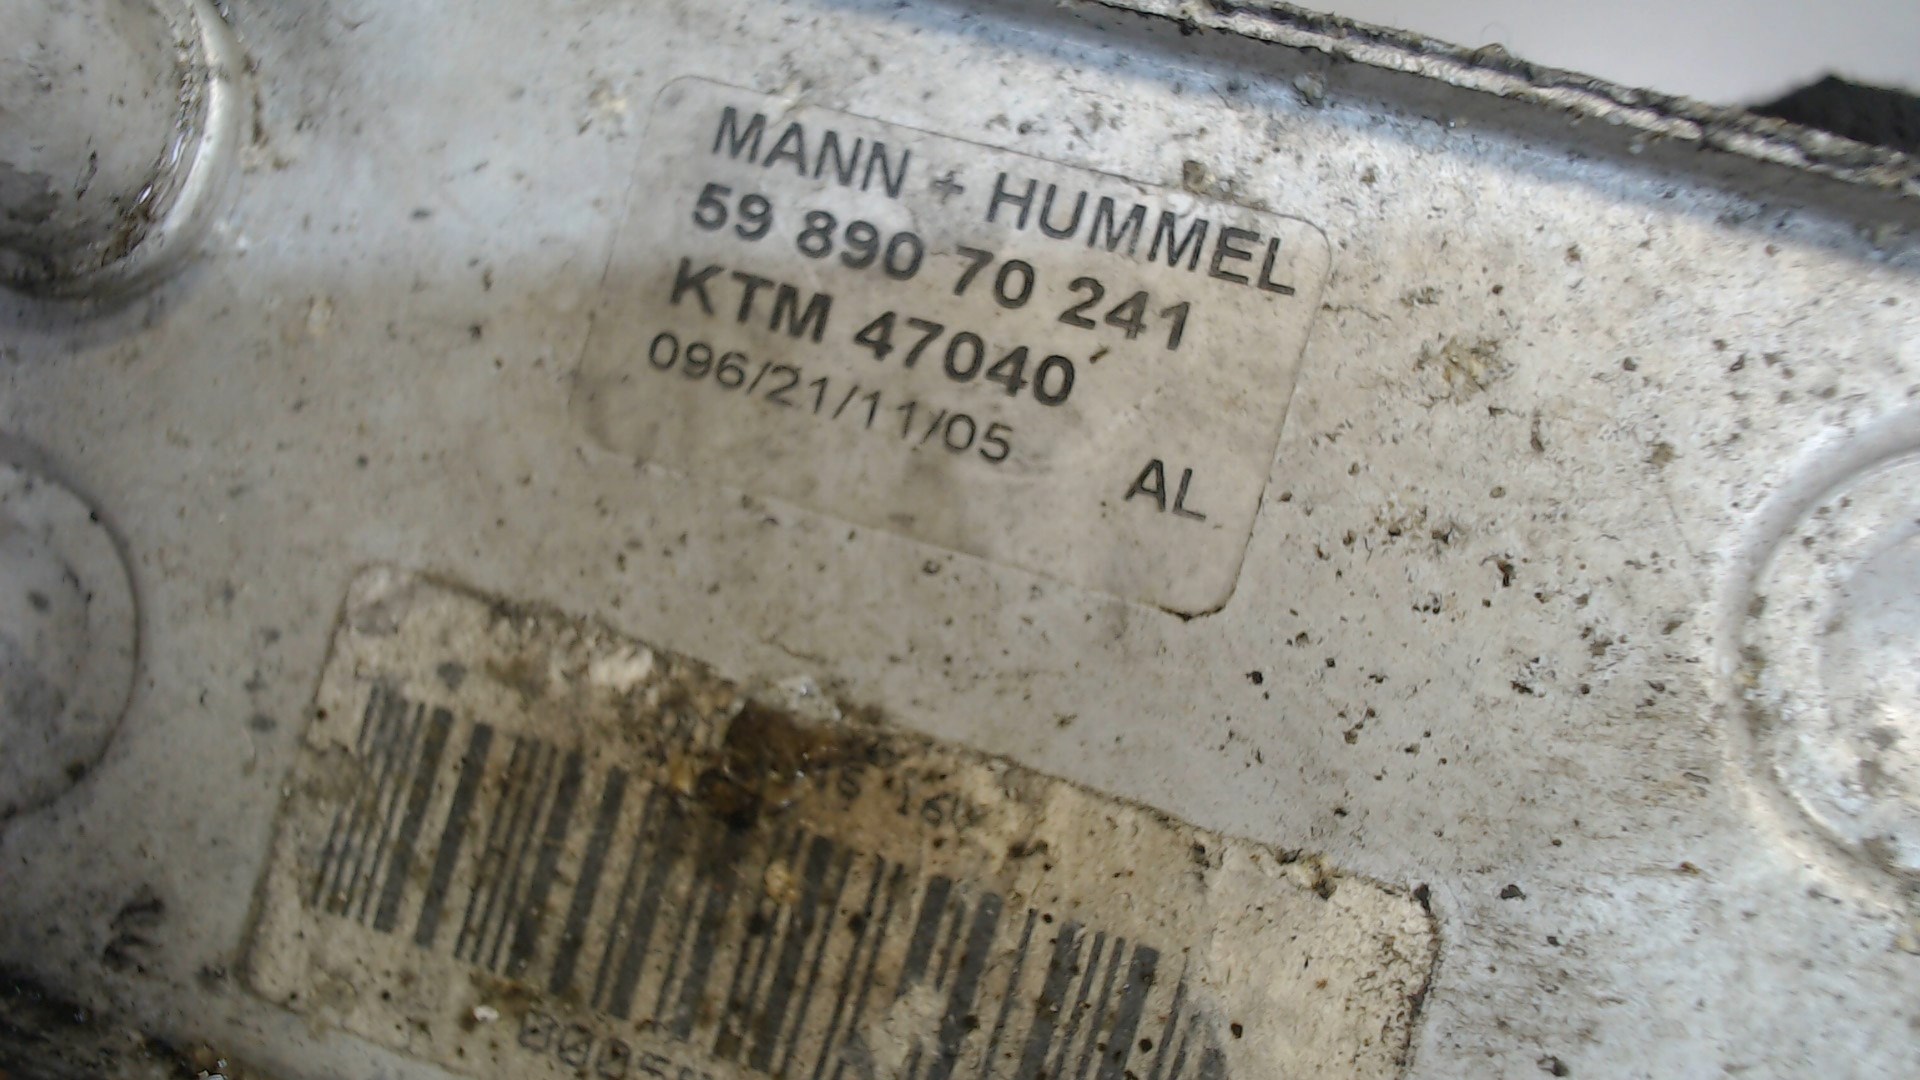 MANN + HUMMEL
59 890 70 241
KTM 47040
096/21/11/05
AL